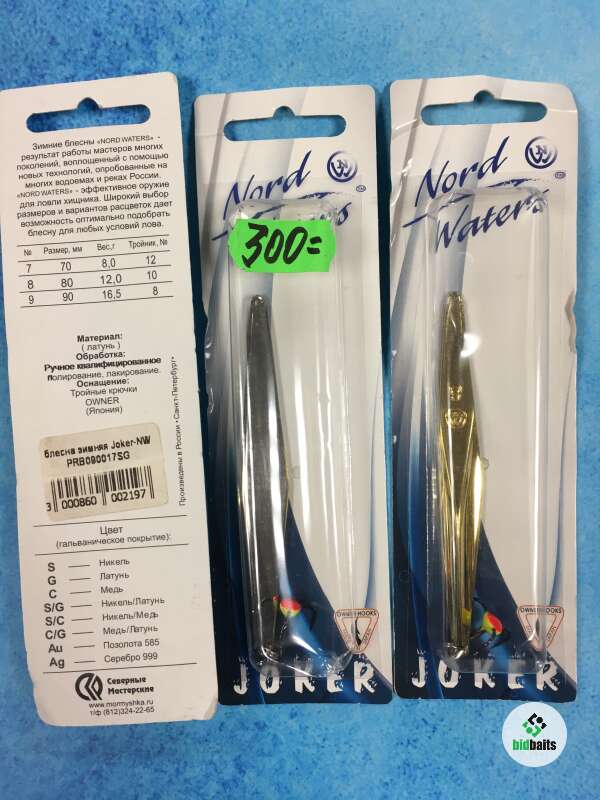 Зимние блесны «NORD WATERS» -
результат работы мастеров многих
поколений, воплощенный с помощью
новых технологий, опробованные на
многих водоемах и реках России.
«NORD WATERS» - эффективное оружие
для ловли хищника. Широкий выбор
размеров и вариантов расцветок дает
возможность оптимально подобрать
блесну для любых условий лова.
№ Размер, мм Вес,г Тройник, №
7 70 8,0 12
8 80 12,0 10
9 90 16,5 8
Материал:
( латунь )
Обработка:
Ручное квалифицированное
полирование, лакирование.
Оснащение:
Тройные крючки
OWNER
(Япония)
Произведены в России • Санкт-Петербург •
блесна зимняя Joker-NW
PRB090017SG
3 000860 002197
Цвет
(гальваническое покрытие):
S — Никель
G — Латунь
C — Медь
S/G — Никель/Латунь
S/C — Никель/Медь
C/G — Медь/Латунь
Au — Позолота 585
Ag — Серебро 999
Северные
Мастерские
www.mormyshka.ru
т/ф (812)324-22-65
Nord
Waters
300=
OWNER HOOKS
JOKER
Nord
Waters
OWNER HOOKS
JOKER
bidbaits